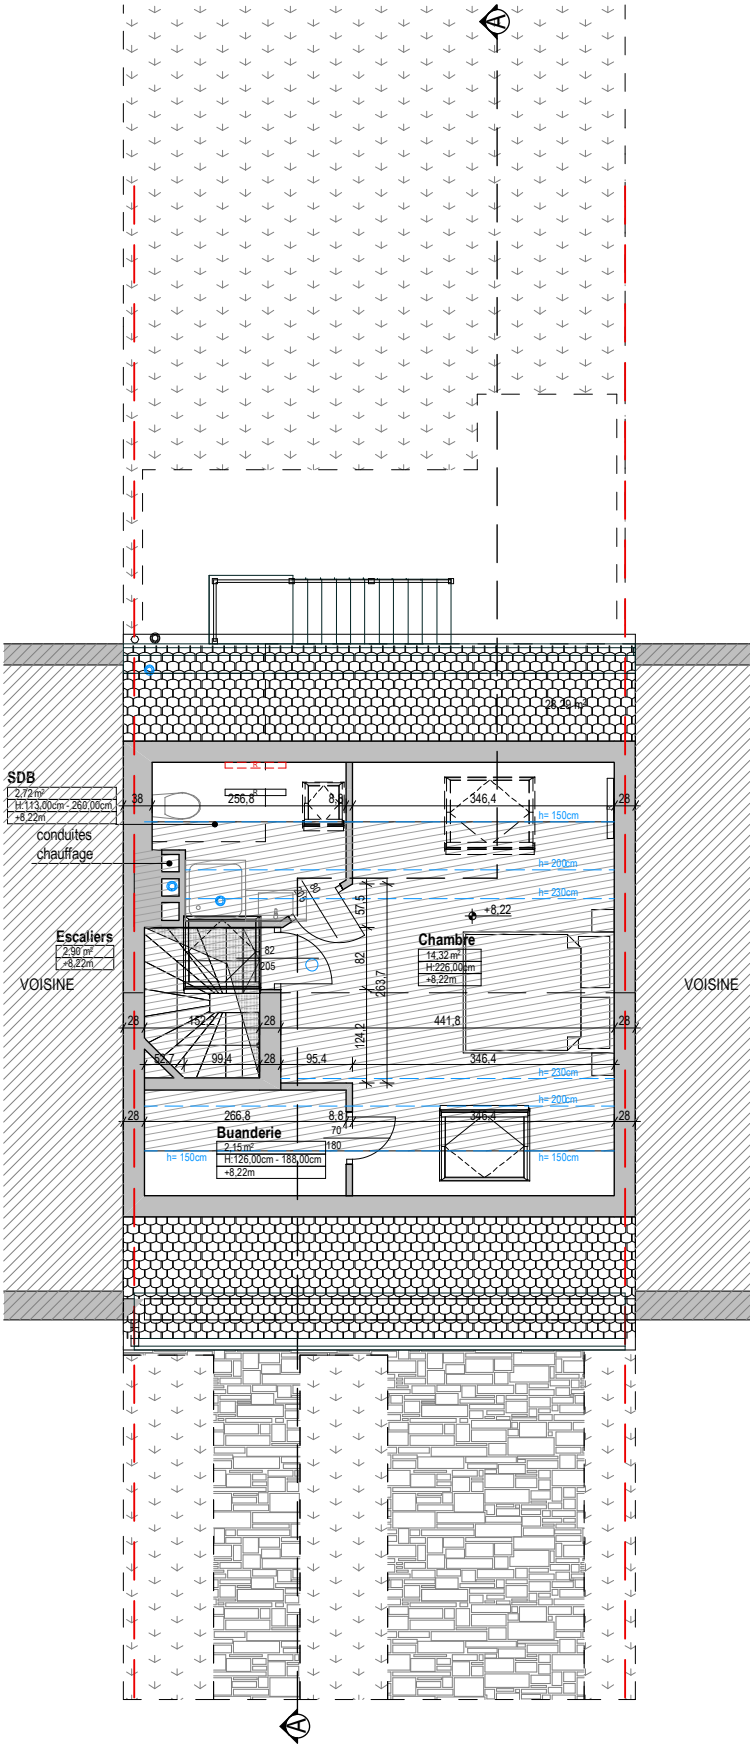 A
28,29 m²
SDB
2,72 m²
H:113,00cm - 260,00cm
+8,22m
R
R
38
256,8
8,8
346,4
28
h= 150cm
conduites
chauffage
h= 200cm
80
205
h= 230cm
57,5
+8,22
Escaliers
2,90 m²
+8,22m
82
205
82
263,7
Chambre
14,32 m²
H:226,00cm
+8,22m
VOISINE
VOISINE
28
152,2
28
441,8
28
124,2
52,7
99,4
28
95,4
346,4
h= 230cm
h= 200cm
28
266,8
8,8
346,4
28
Buanderie
2,15 m²
H:126,00cm - 188,00cm
+8,22m
70
180
h= 150cm
h= 150cm
A